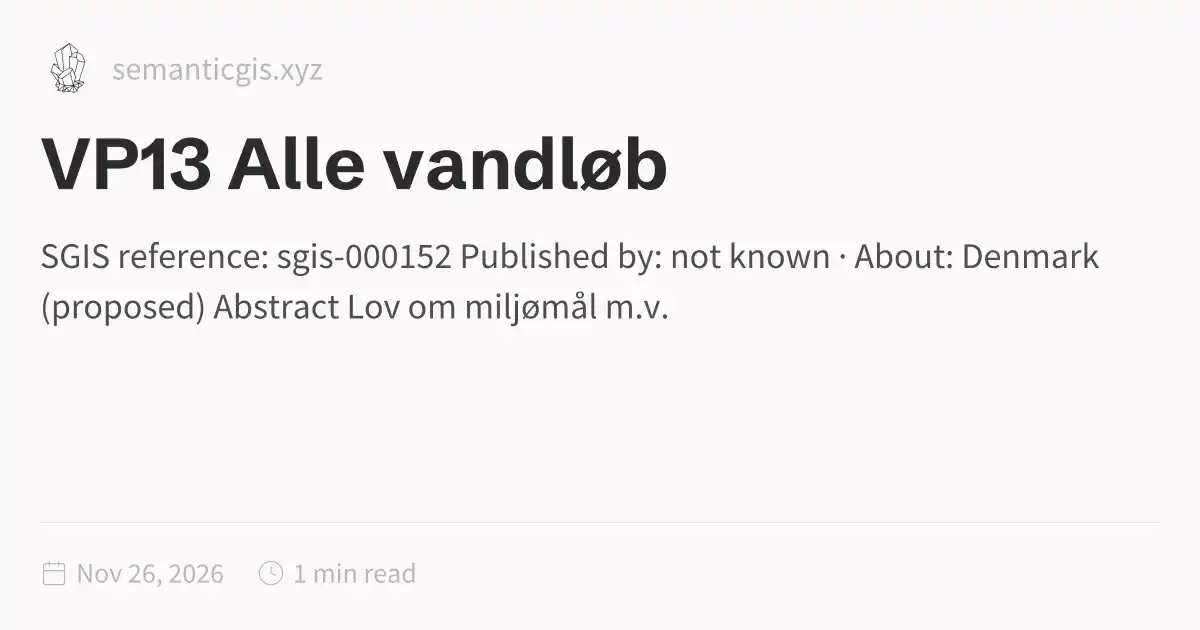 semanticgis.xyz
VP13 Alle vandløb
SGIS reference: sgis-000152 Published by: not known · About: Denmark
(proposed) Abstract Lov om miljømål m.v.
Nov 26, 2026 1 min read